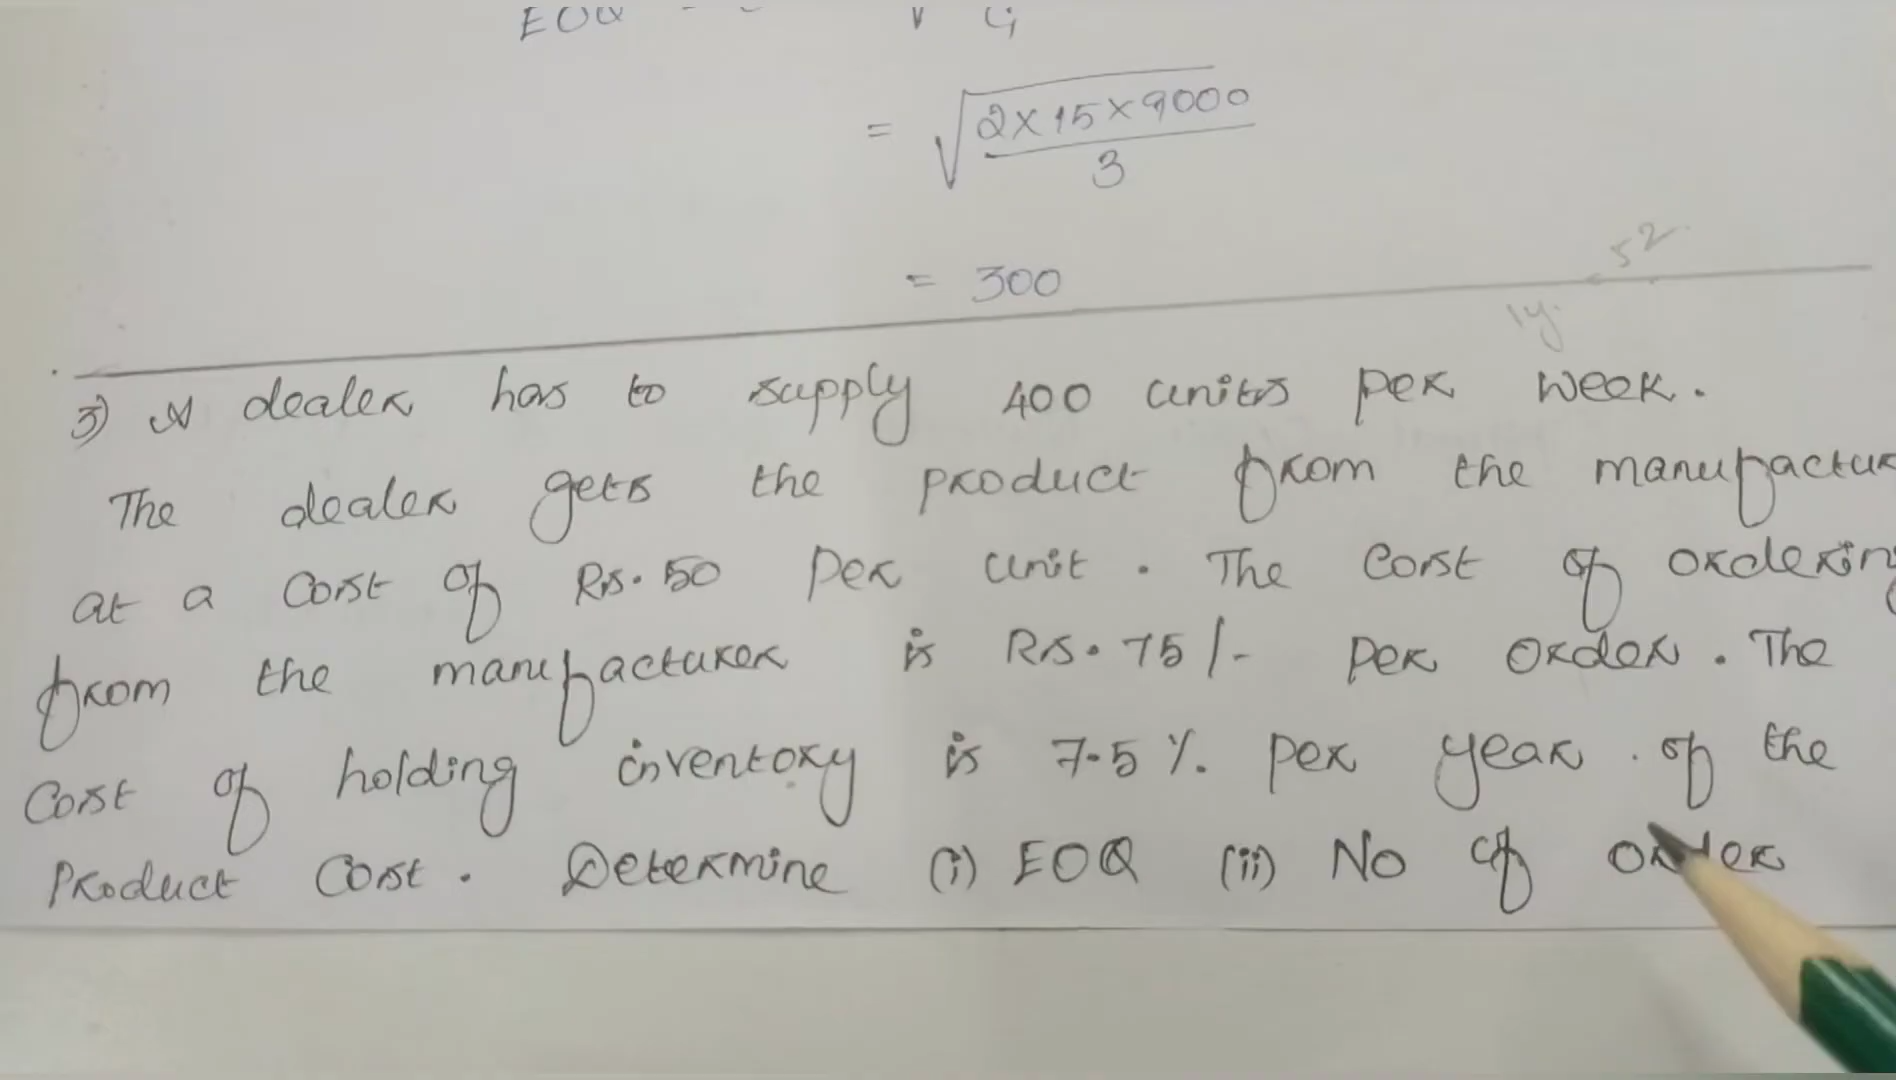 EOQ
= √ 2 × 15 × 9000
3
= 300
52
1y.
3) A dealer has to supply 400 units per week.
The dealer gets the product from the manufactur
at a cost of Rs. 50 per unit. The cost of ordering
from the manufacturer is Rs. 75/- per order. The
cost of holding inventory is 7.5 %. per year of the
Product cost. Determine (i) EOQ (ii) No of order